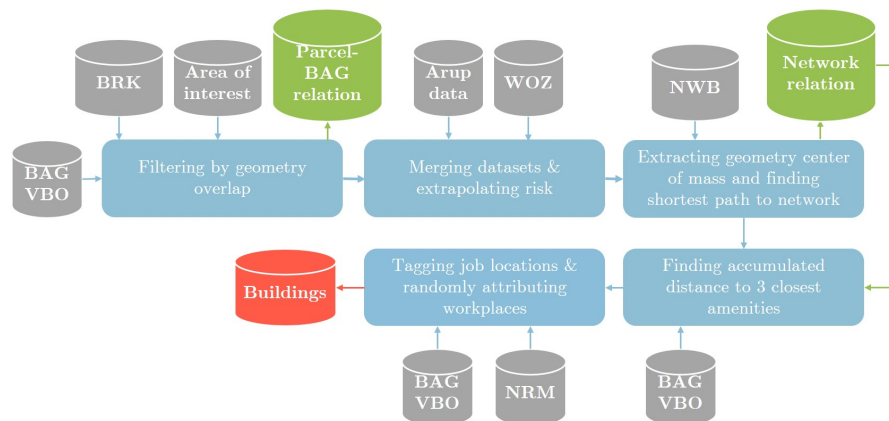 BRK
Area of
interest
Parcel-
BAG
relation
Arup
data
WOZ
NWB
Network
relation
BAG
VBO
Filtering by geometry
overlap
Merging datasets &
extrapolating risk
Extracting geometry center
of mass and finding
shortest path to network
Buildings
Tagging job locations &
randomly attributing
workplaces
Finding accumulated
distance to 3 closest
amenities
BAG
VBO
NRM
BAG
VBO